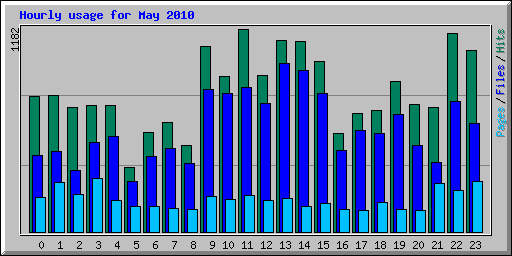 Hourly usage for May 2010
1182
Pages/Files/Hits
0 1 2 3 4 5 6 7 8 9 10 11 12 13 14 15 16 17 18 19 20 21 22 23